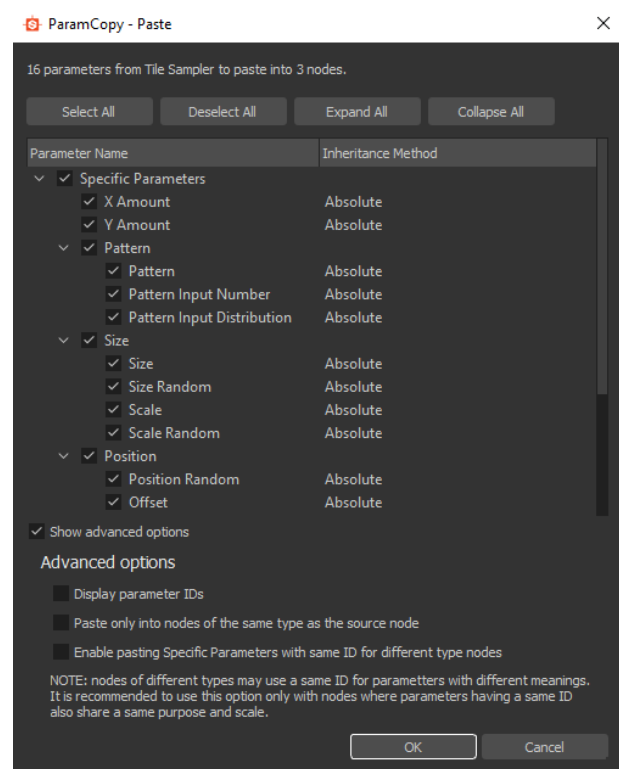 ParamCopy - Paste
16 parameters from Tile Sampler to paste into 3 nodes.
Select All Deselect All Expand All Collapse All
Parameter Name Inheritance Method
Specific Parameters
X Amount Absolute
Y Amount Absolute
Pattern
Pattern Absolute
Pattern Input Number Absolute
Pattern Input Distribution Absolute
Size
Size Absolute
Size Random Absolute
Scale Absolute
Scale Random Absolute
Position
Position Random Absolute
Offset Absolute
Show advanced options
Advanced options
Display parameter IDs
Paste only into nodes of the same type as the source node
Enable pasting Specific Parameters with same ID for different type nodes
NOTE: nodes of different types may use a same ID for parametters with different meanings.
It is recommended to use this option only with nodes where parameters having a same ID
also share a same purpose and scale.
OK Cancel